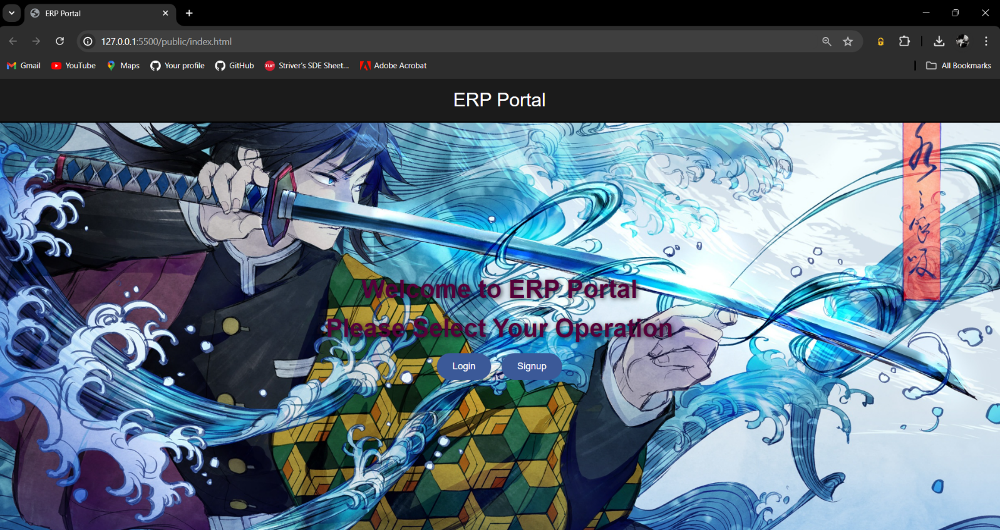 ERP Portal
127.0.0.1:5500/public/index.html
Gmail
YouTube
Maps
Your profile
GitHub
TUF
Striver's SDE Sheet...
Adobe Acrobat
All Bookmarks
ERP Portal
Welcome to ERP Portal
Please Select Your Operation
Login
Signup